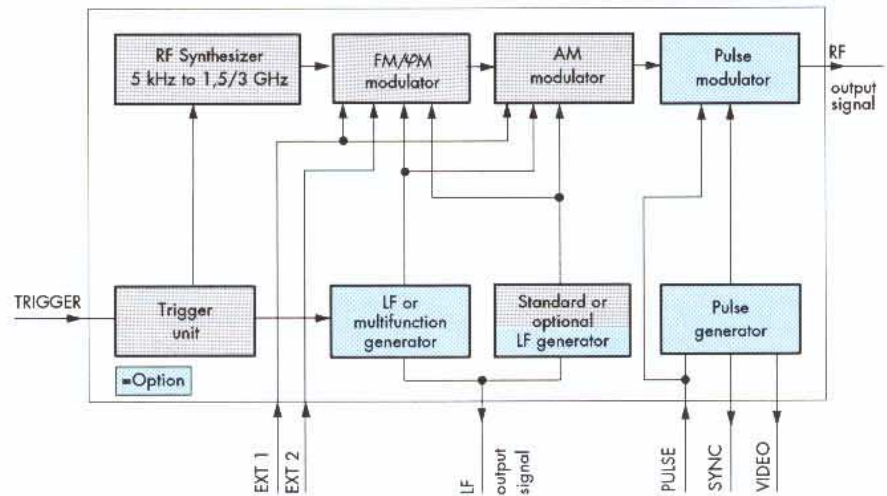 RF Synthesizer
5 kHz to 1,5/3 GHz
FM/φM
modulator
AM
modulator
Pulse
modulator
RF
output
signal
TRIGGER
Trigger
unit
LF or
multifunction
generator
Standard or
optional
LF generator
Pulse
generator
=Option
EXT 1
EXT 2
LF
output
signal
PULSE
SYNC
VIDEO